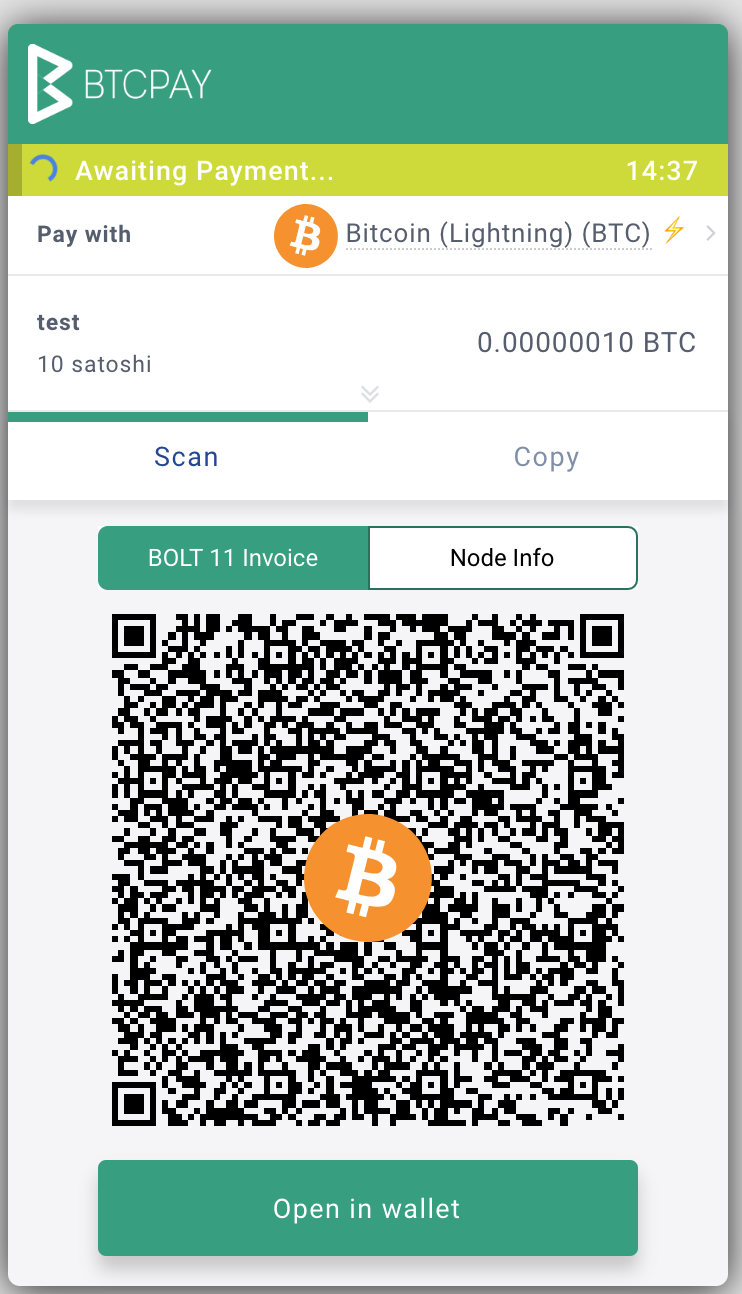 BTCPAY
Awaiting Payment... 14:37
Pay with Bitcoin (Lightning) (BTC) ⚡
test
10 satoshi
0.00000010 BTC
Scan Copy
BOLT 11 Invoice Node Info
Open in wallet